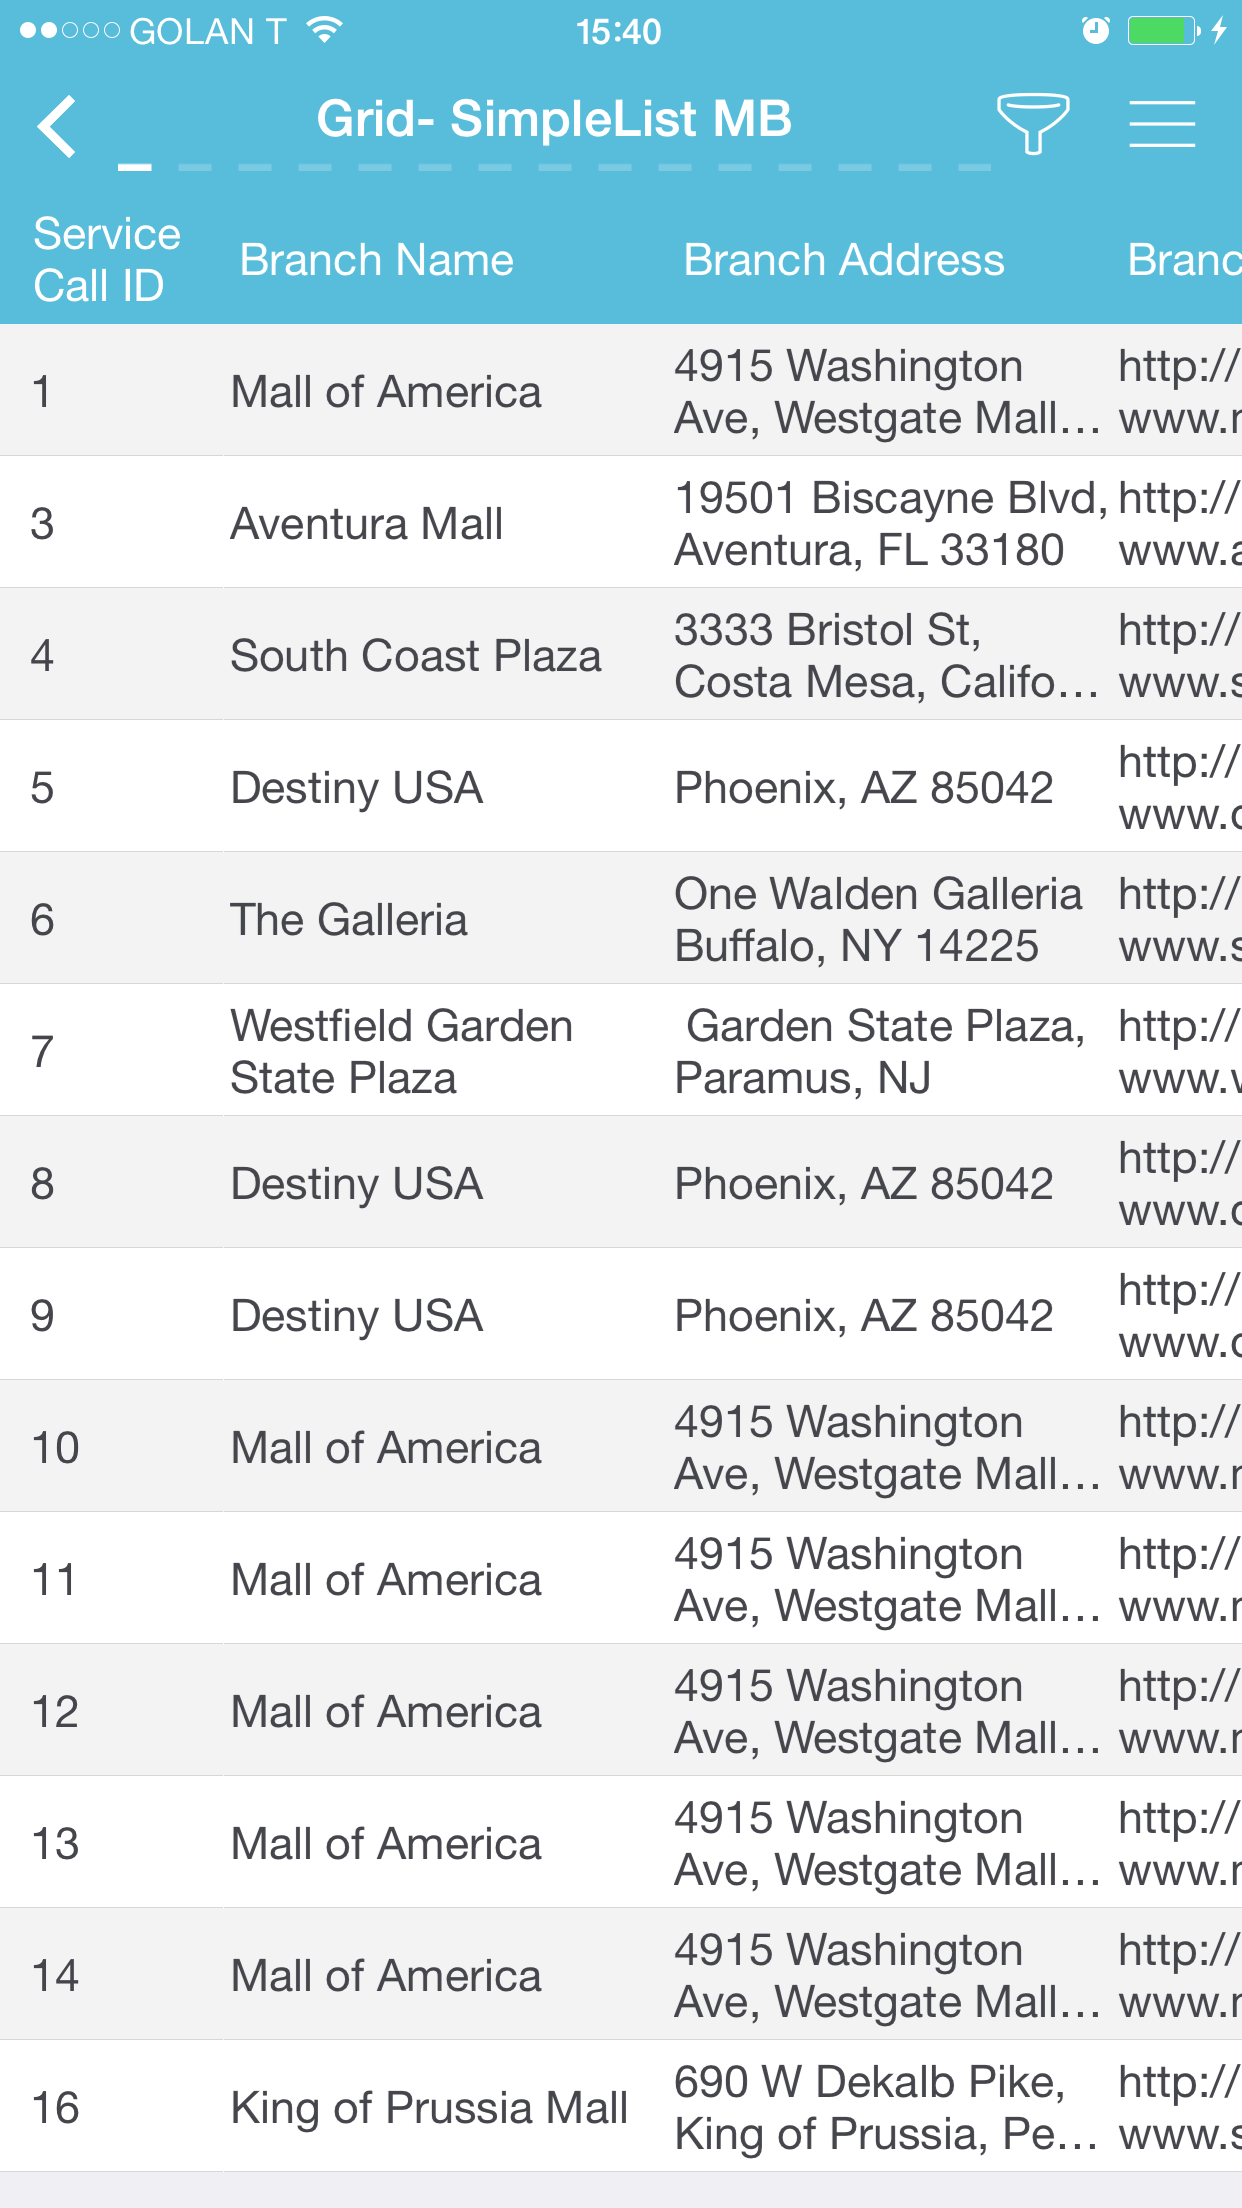 GOLAN T 15:40
Grid- SimpleList MB
Service
Call ID
Branch Name
Branch Address
Branc
1
Mall of America
4915 Washington
Ave, Westgate Mall...
http://
www.
3
Aventura Mall
19501 Biscayne Blvd,
Aventura, FL 33180
http://
www.a
4
South Coast Plaza
3333 Bristol St,
Costa Mesa, Califo...
http://
www.s
5
Destiny USA
Phoenix, AZ 85042
http://
www.
6
The Galleria
One Walden Galleria
Buffalo, NY 14225
http://
www.s
7
Westfield Garden
State Plaza
Garden State Plaza,
Paramus, NJ
http://
www.
8
Destiny USA
Phoenix, AZ 85042
http://
www.
9
Destiny USA
Phoenix, AZ 85042
http://
www.
10
Mall of America
4915 Washington
Ave, Westgate Mall...
http://
www.
11
Mall of America
4915 Washington
Ave, Westgate Mall...
http://
www.
12
Mall of America
4915 Washington
Ave, Westgate Mall...
http://
www.
13
Mall of America
4915 Washington
Ave, Westgate Mall...
http://
www.
14
Mall of America
4915 Washington
Ave, Westgate Mall...
http://
www.
16
King of Prussia Mall
690 W Dekalb Pike,
King of Prussia, Pe...
http://
www.s